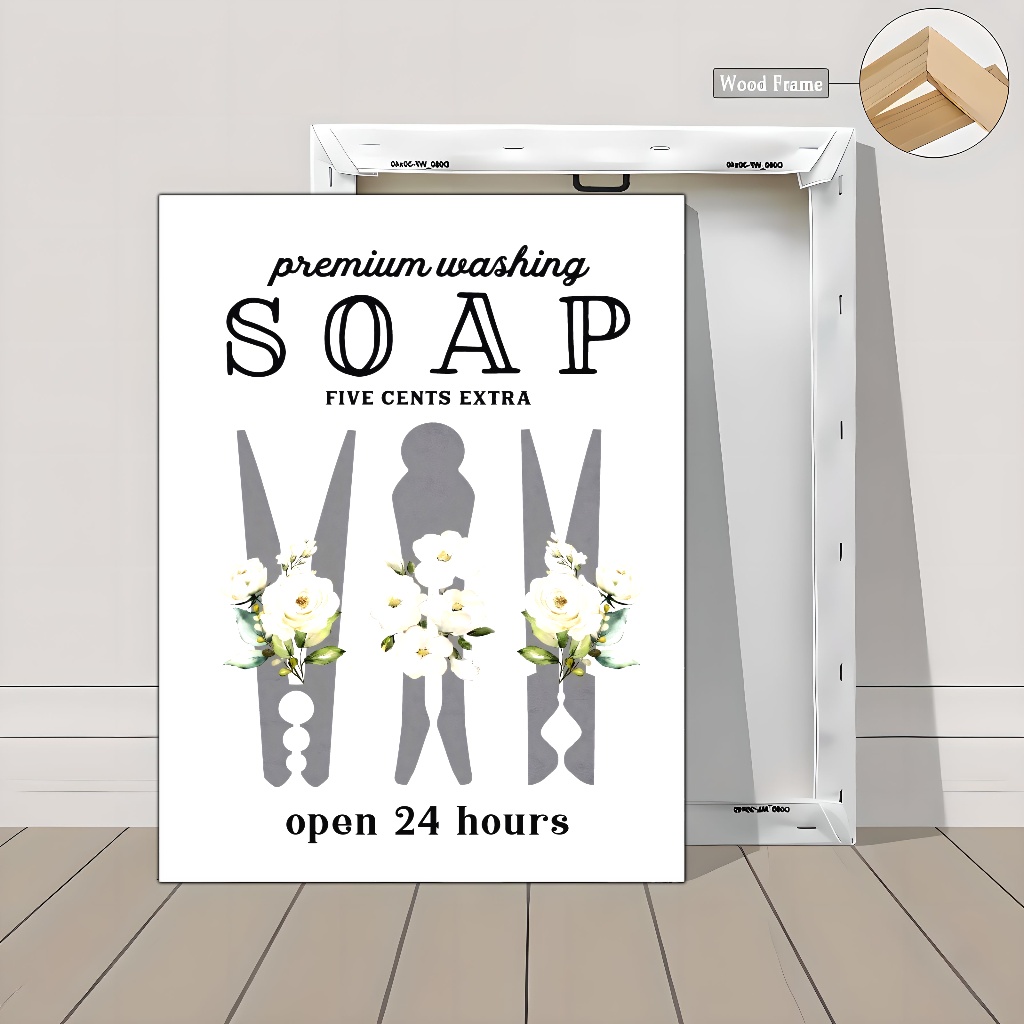 Wood Frame
premium washing
SOAP
FIVE CENTS EXTRA
open 24 hours